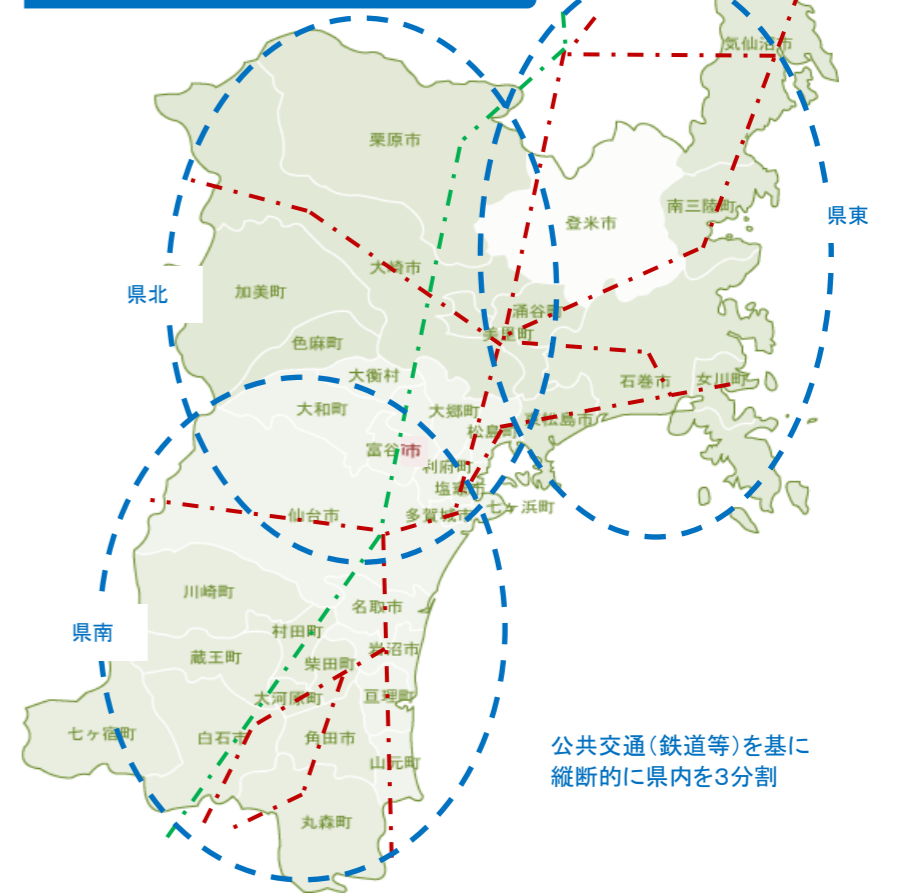 気仙沼市
栗原市
南三陸町
県東
登米市
大崎市
県北
加美町
涌谷町
美里町
色麻町
大衡村
石巻市
女川町
大和町
大郷町
東松島市
松島町
富谷市
利府町
塩竈市
七ヶ浜町
仙台市
多賀城市
川崎町
名取市
県南
村田町
岩沼市
蔵王町
柴田町
大河原町
亘理町
七ヶ宿町
白石市
角田市
公共交通（鉄道等）を基に
縦断的に県内を3分割
山元町
丸森町